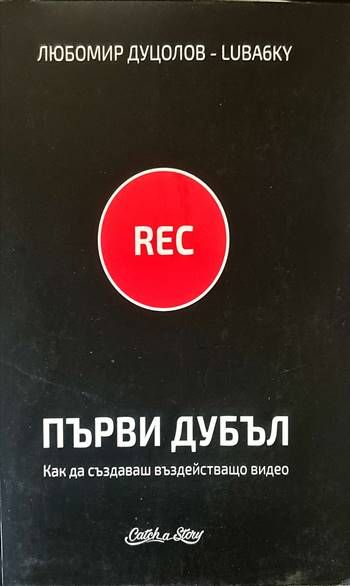 ЛЮБОМИР ДУЦОЛОВ - LUBA6KY
REC
ПЪРВИ ДУБЪЛ
Как да създаваш въздействащо видео
Catch a Story